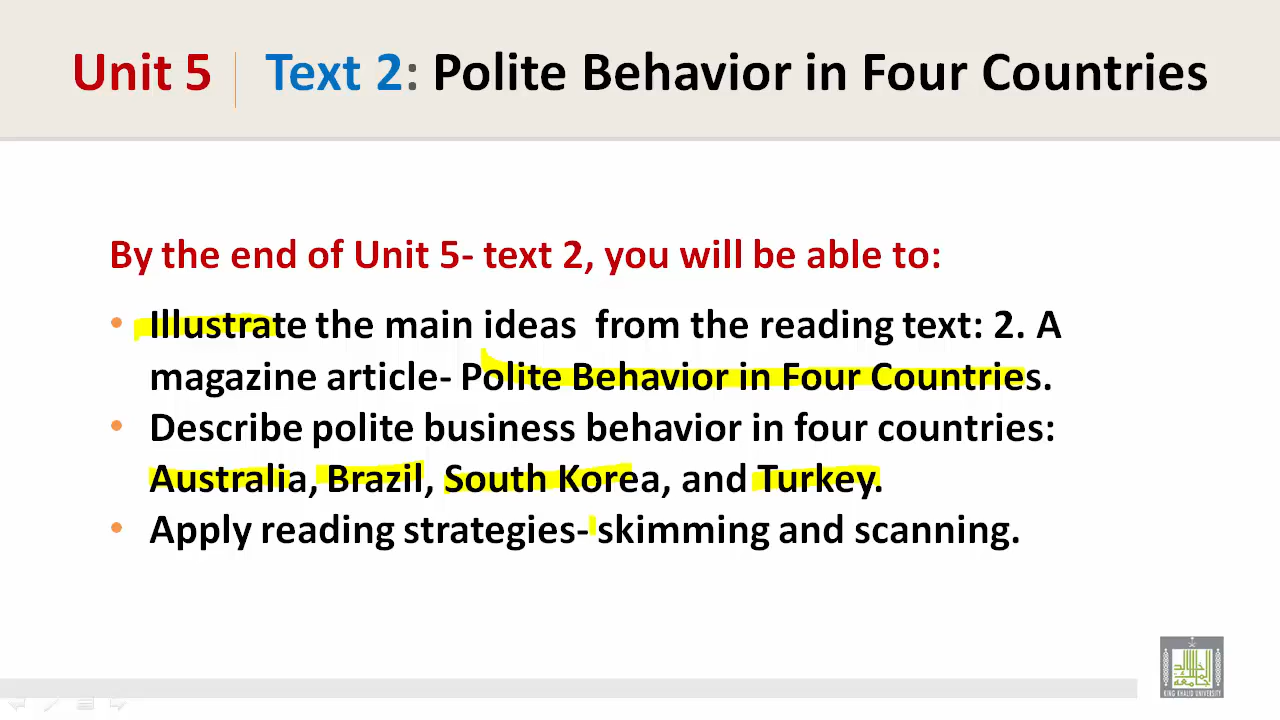 Unit 5 Text 2: Polite Behavior in Four Countries
By the end of Unit 5- text 2, you will be able to:
• Illustrate the main ideas from the reading text: 2. A
magazine article- Polite Behavior in Four Countries.
• Describe polite business behavior in four countries:
Australia, Brazil, South Korea, and Turkey.
• Apply reading strategies- skimming and scanning.
KING KHALID UNIVERSITY